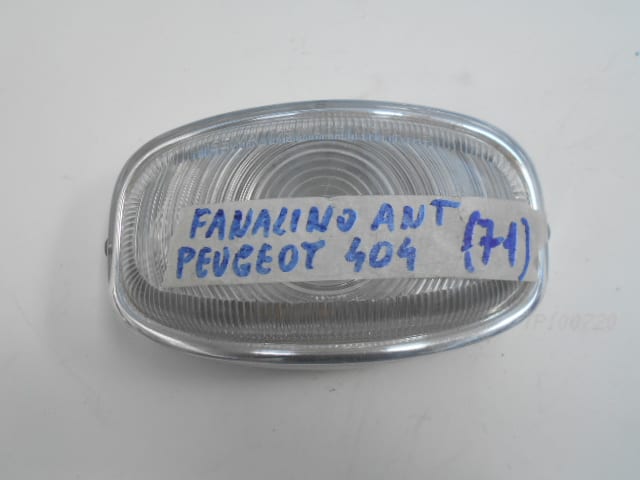 FANALINO ANT
PEUGEOT 404 (71)